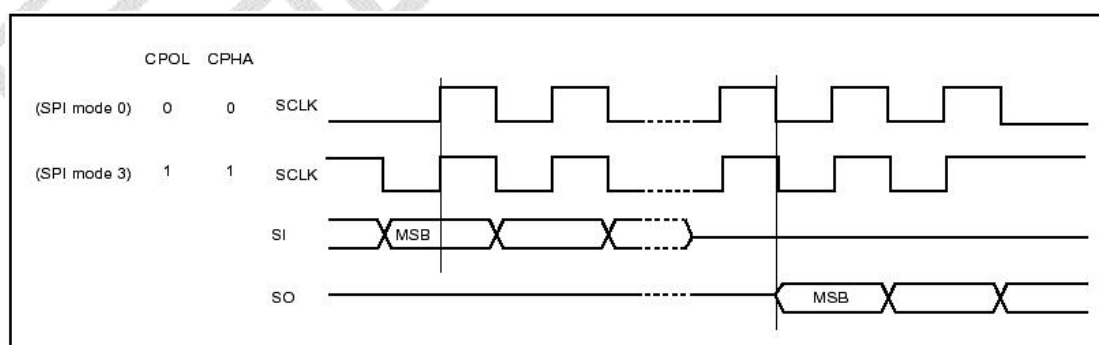 CPOL CPHA
(SPI mode 0) 0 0 SCLK
(SPI mode 3) 1 1 SCLK
SI MSB
SO MSB